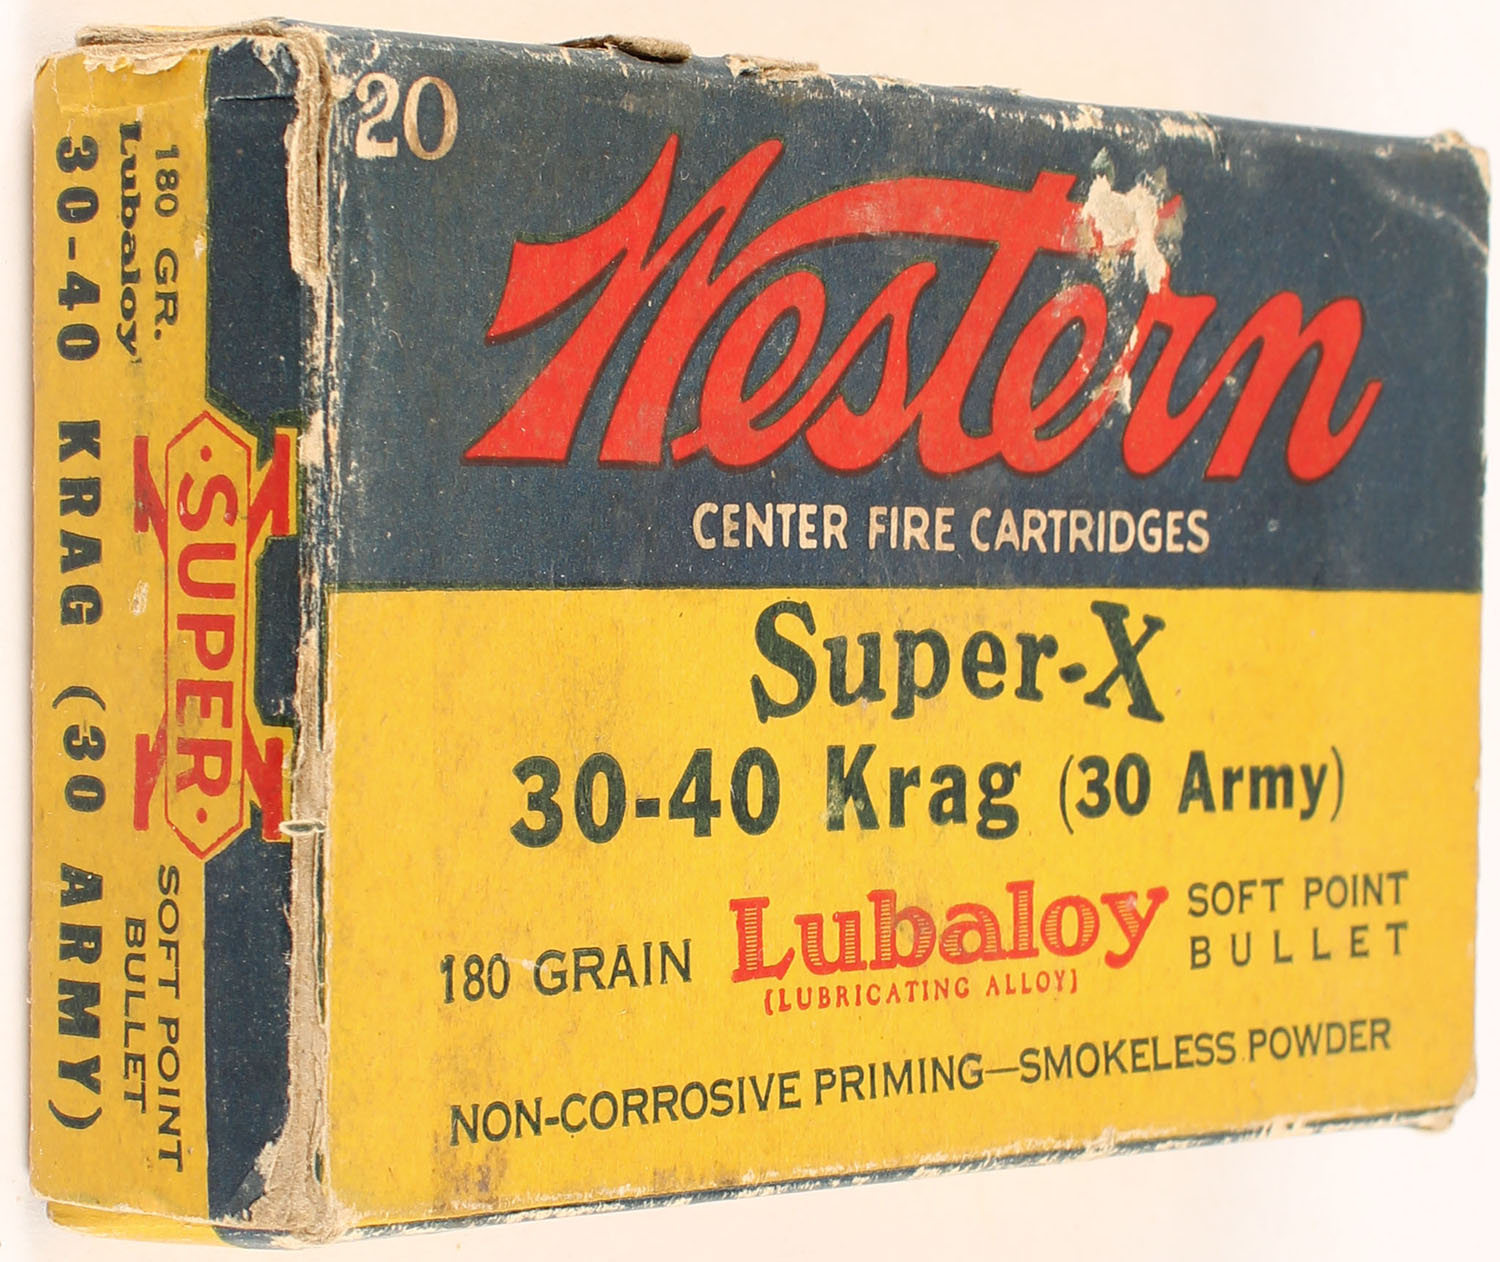 20
Western
CENTER FIRE CARTRIDGES
Super-X
30-40 Krag (30 Army)
180 GRAIN Lubaloy SOFT POINT BULLET
(LUBRICATING ALLOY)
NON-CORROSIVE PRIMING—SMOKELESS POWDER
180 GR.
Lubaloy
SUPER X
SOFT POINT
BULLET
30-40 KRAG (30 ARMY)